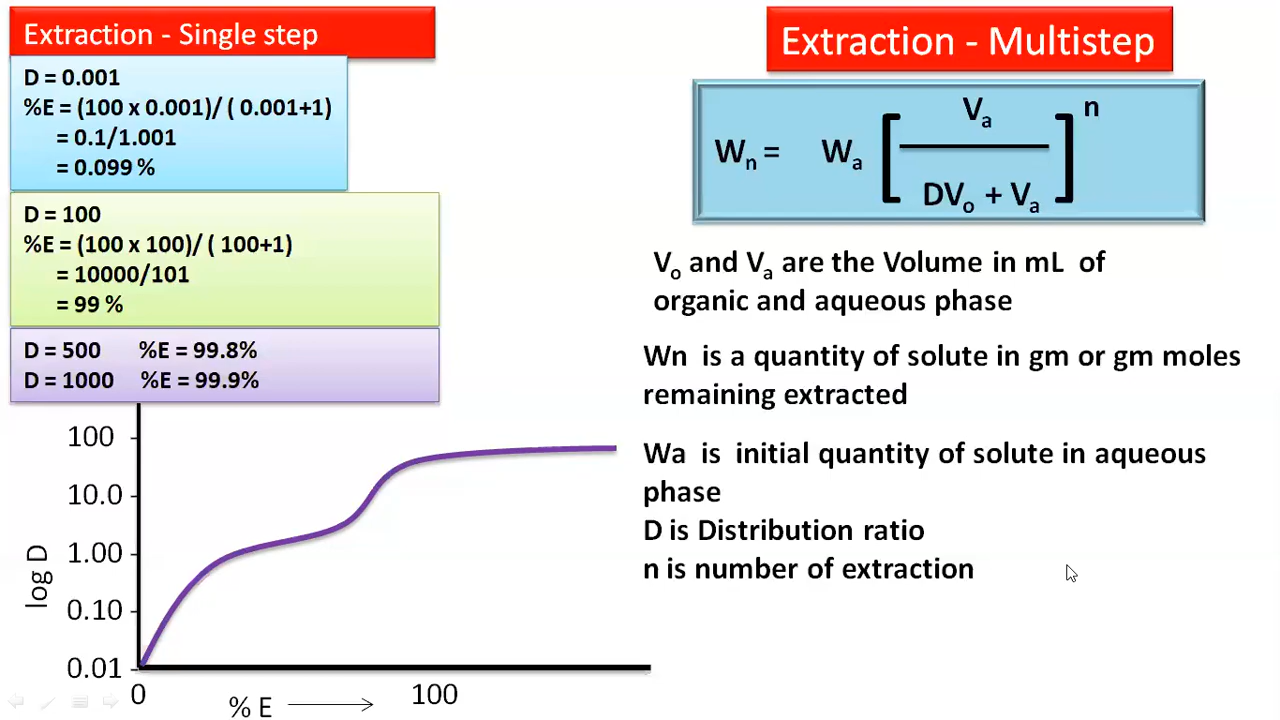 Extraction - Single step
D = 0.001
%E = (100 x 0.001)/ ( 0.001+1)
= 0.1/1.001
= 0.099 %
D = 100
%E = (100 x 100)/ ( 100+1)
= 10000/101
= 99 %
D = 500 %E = 99.8%
D = 1000 %E = 99.9%
100
10.0
1.00
0.10
0.01
log D
0 100
% E
Extraction - Multistep
Wn = Wa [ Va / DVo + Va ] n
Vo and Va are the Volume in mL of
organic and aqueous phase
Wn is a quantity of solute in gm or gm moles
remaining extracted
Wa is initial quantity of solute in aqueous
phase
D is Distribution ratio
n is number of extraction